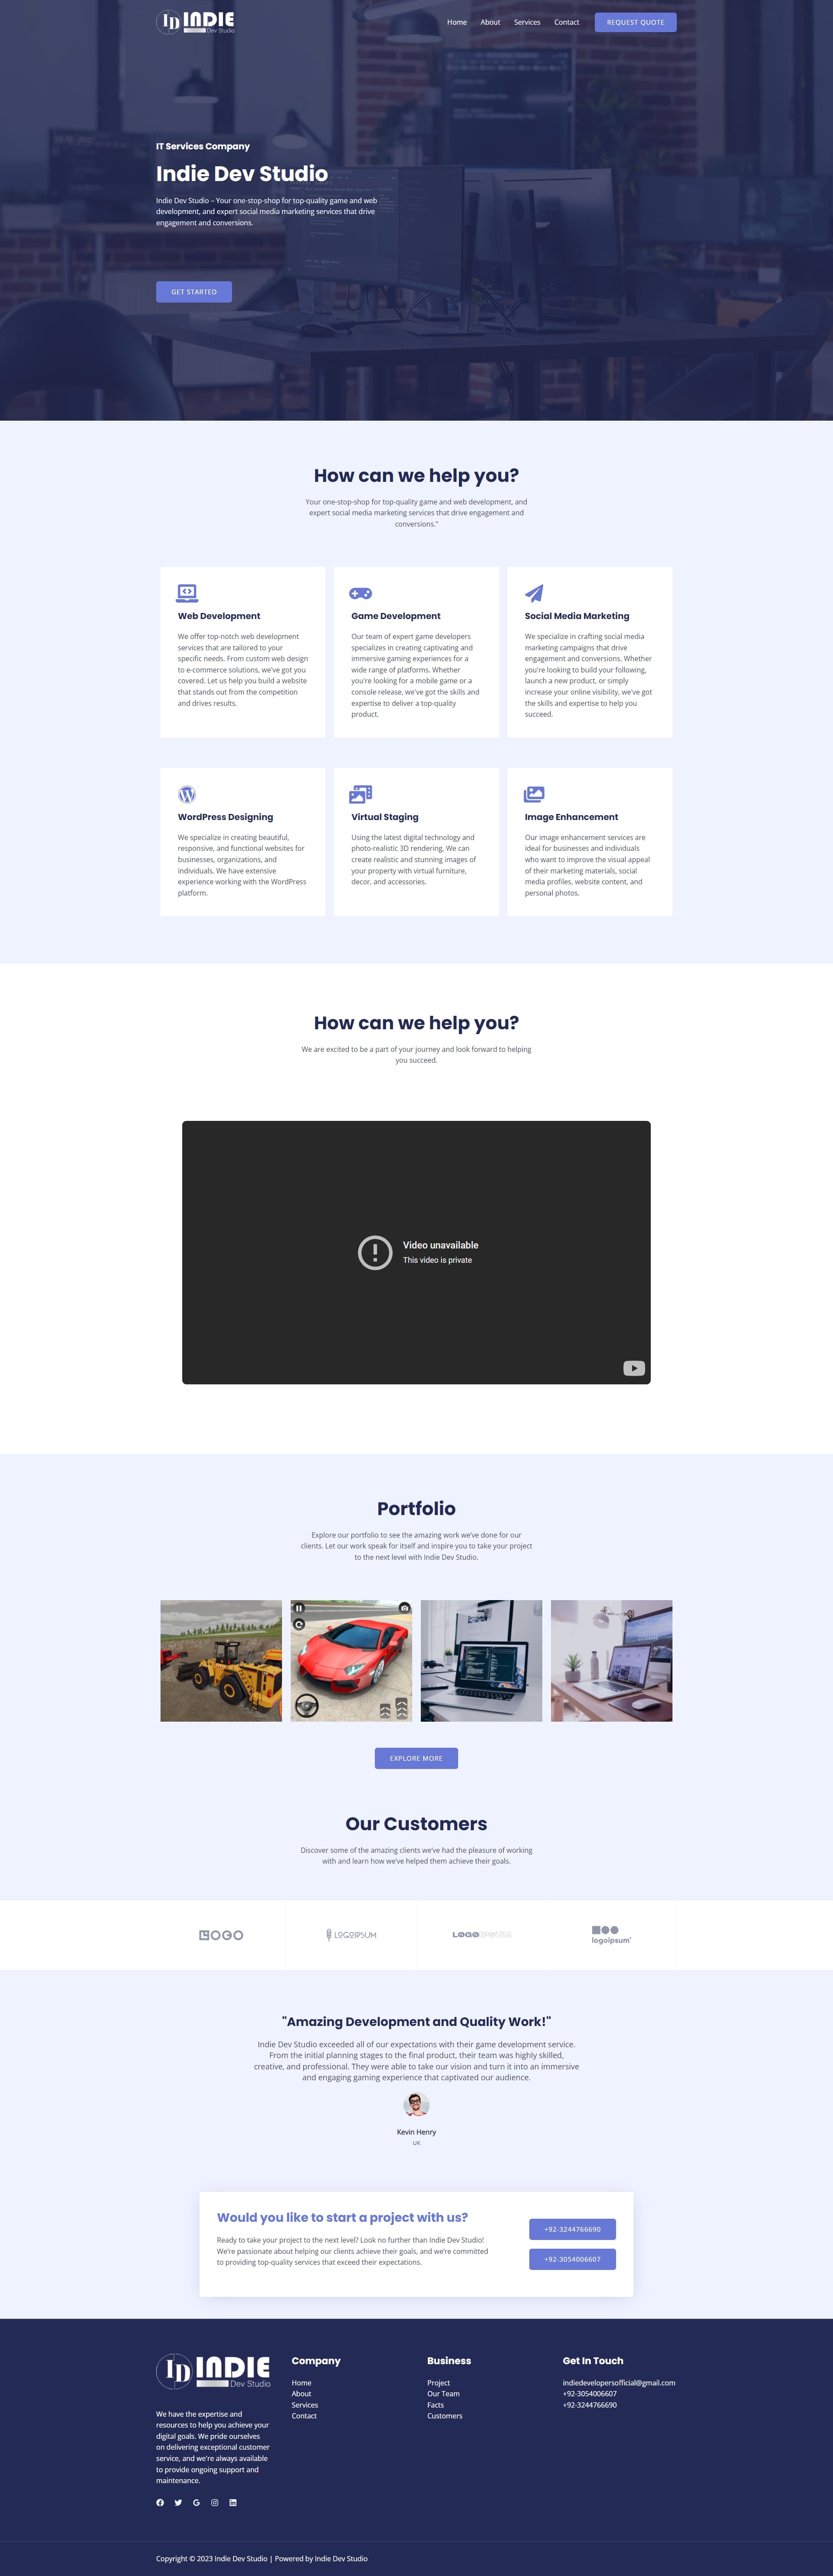 ID INDIE
Dev Studio
Home About Services Contact REQUEST QUOTE
IT Services Company
Indie Dev Studio
Indie Dev Studio – Your one-stop-shop for top-quality game and web
development, and expert social media marketing services that drive
engagement and conversions.
GET STARTED
How can we help you?
Your one-stop-shop for top-quality game and web development, and
expert social media marketing services that drive engagement and
conversions.”
Web Development
We offer top-notch web development
services that are tailored to your
specific needs. From custom web design
to e-commerce solutions, we've got you
covered. Let us help you build a website
that stands out from the competition
and drives results.
Game Development
Our team of expert game developers
specializes in creating captivating and
immersive gaming experiences for a
wide range of platforms. Whether
you're looking for a mobile game or a
console release, we've got the skills and
expertise to deliver a top-quality
product.
Social Media Marketing
We specialize in crafting social media
marketing campaigns that drive
engagement and conversions. Whether
you're looking to build your following,
launch a new product, or simply
increase your online visibility, we've got
the skills and expertise to help you
succeed.
WordPress Designing
We specialize in creating beautiful,
responsive, and functional websites for
businesses, organizations, and
individuals. We have extensive
experience working with the WordPress
platform.
Virtual Staging
Using the latest digital technology and
photo-realistic 3D rendering, We can
create realistic and stunning images of
your property with virtual furniture,
decor, and accessories.
Image Enhancement
Our image enhancement services are
ideal for businesses and individuals
who want to improve the visual appeal
of their marketing materials, social
media profiles, website content, and
personal photos.
How can we help you?
We are excited to be a part of your journey and look forward to helping
you succeed.
Video unavailable
This video is private
Portfolio
Explore our portfolio to see the amazing work we’ve done for our
clients. Let our work speak for itself and inspire you to take your project
to the next level with Indie Dev Studio.
EXPLORE MORE
Our Customers
Discover some of the amazing clients we’ve had the pleasure of working
with and learn how we’ve helped them achieve their goals.
LOGO
LOGOIPSUM
LOGOIPSUM
logoipsum
"Amazing Development and Quality Work!"
Indie Dev Studio exceeded all of our expectations with their game development service.
From the initial planning stages to the final product, their team was highly skilled,
creative, and professional. They were able to take our vision and turn it into an immersive
and engaging gaming experience that captivated our audience.
Kevin Henry
UK
Would you like to start a project with us?
Ready to take your project to the next level? Look no further than Indie Dev Studio!
We’re passionate about helping our clients achieve their goals, and we’re committed
to providing top-quality services that exceed their expectations.
+92-3244766690
+92-3054006607
ID INDIE
Dev Studio
We have the expertise and
resources to help you achieve your
digital goals. We pride ourselves
on delivering exceptional customer
service, and we're always available
to provide ongoing support and
maintenance.
Company
Home
About
Services
Contact
Business
Project
Our Team
Facts
Customers
Get In Touch
indiedevelopersofficial@gmail.com
+92-3054006607
+92-3244766690
Copyright © 2023 Indie Dev Studio | Powered by Indie Dev Studio